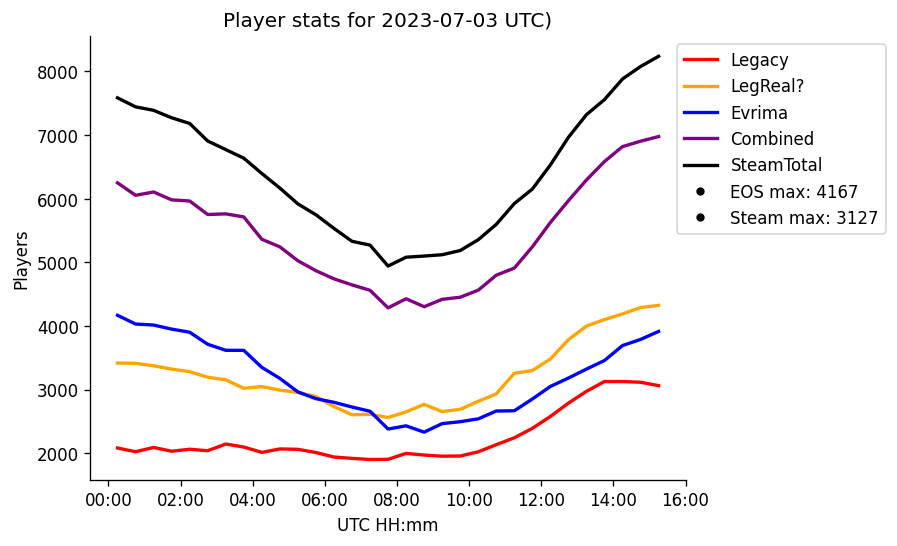 Player stats for 2023-07-03 UTC)
Legacy
LegReal?
Evrima
Combined
SteamTotal
EOS max: 4167
Steam max: 3127
Players
8000
7000
6000
5000
4000
3000
2000
00:00 02:00 04:00 06:00 08:00 10:00 12:00 14:00 16:00
UTC HH:mm